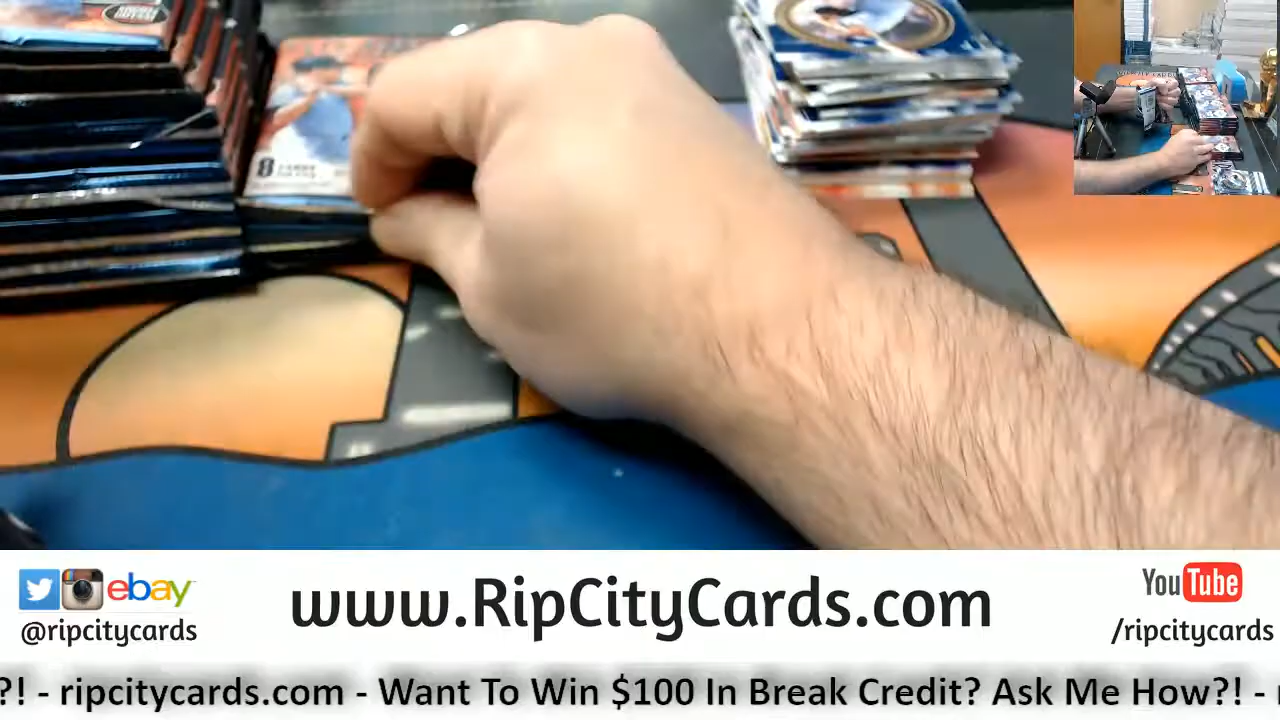 8 CARDS
ebay
@ripcitycards
www.RipCityCards.com
YouTube
/ripcitycards
?! - ripcitycards.com - Want To Win $100 In Break Credit? Ask Me How?! -